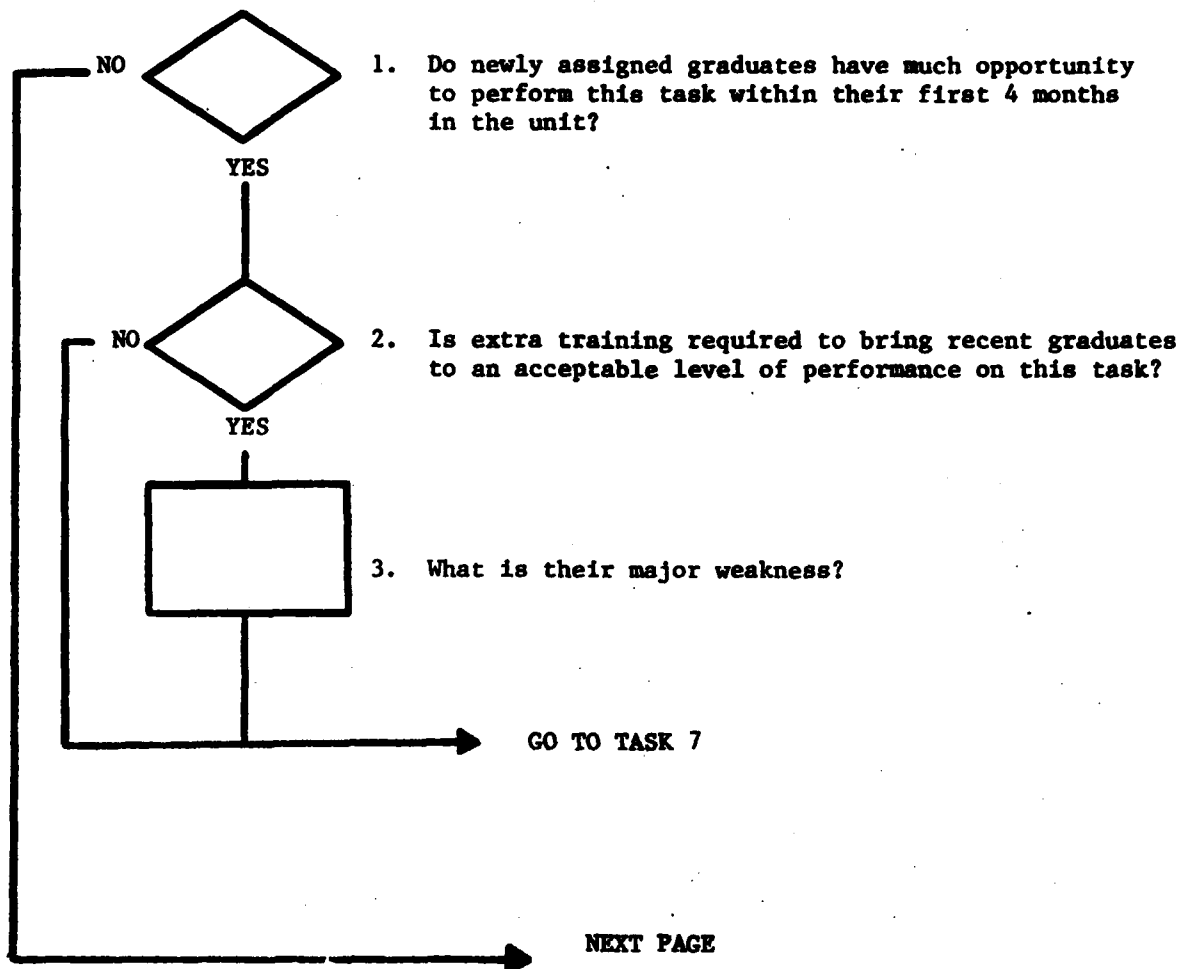 NO
1. Do newly assigned graduates have much opportunity
to perform this task within their first 4 months
in the unit?
YES
NO
2. Is extra training required to bring recent graduates
to an acceptable level of performance on this task?
YES
3. What is their major weakness?
GO TO TASK 7
NEXT PAGE